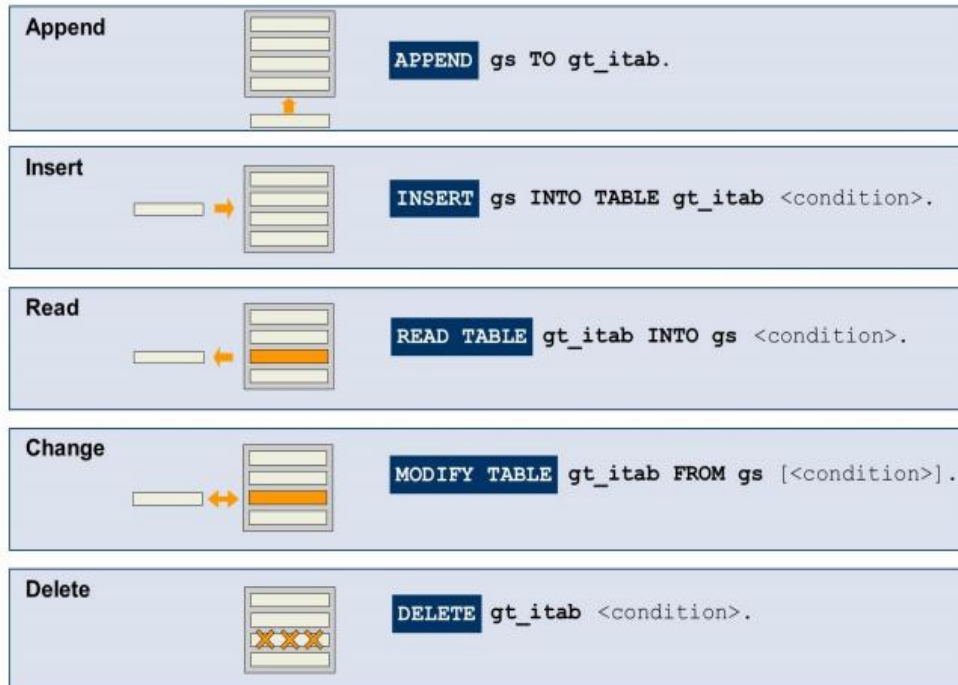 Append
APPEND gs TO gt_itab.
Insert
INSERT gs INTO TABLE gt_itab <condition>.
Read
READ TABLE gt_itab INTO gs <condition>.
Change
MODIFY TABLE gt_itab FROM gs [<condition>].
Delete
DELETE gt_itab <condition>.